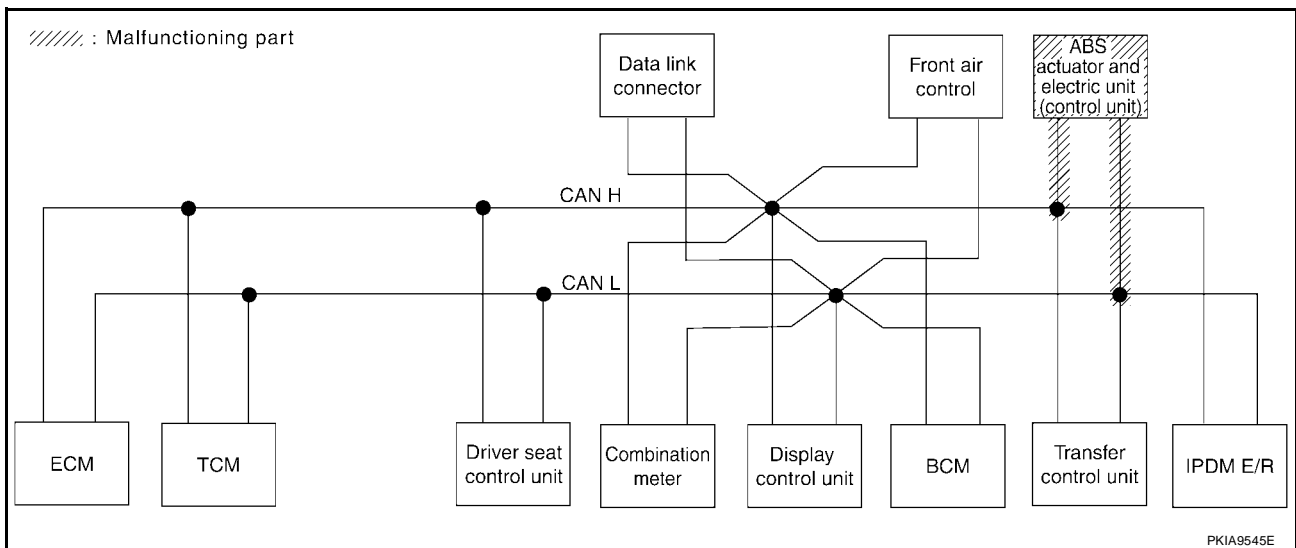 : Malfunctioning part
Data link
connector
Front air
control
ABS
actuator and
electric unit
(control unit)
CAN H
CAN L
ECM
TCM
Driver seat
control unit
Combination
meter
Display
control unit
BCM
Transfer
control unit
IPDM E/R
PKIA9545E